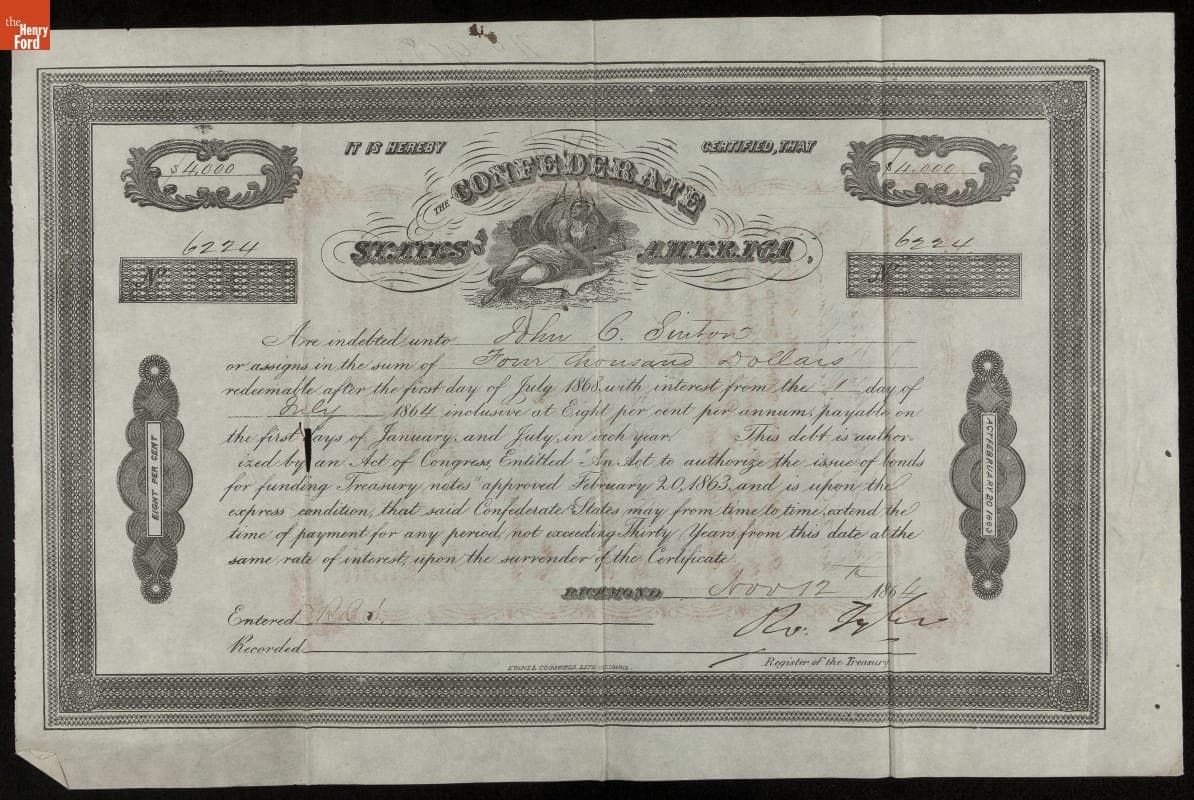 the
Henry
Ford
IT IS HEREBY CERTIFIED, THAT
$4,000 $4,000
THE CONFEDERATE
STATES OF AMERICA,
6224 6224
No No
Are indebted unto John C. Sinton
or assigns in the sum of Four thousand Dollars
redeemable after the first day of July 1868, with interest from the 1 day of
July 1864 inclusive at Eight per cent per annum, payable on
the first days of January, and July, in each year. This debt is author-
ized by an Act of Congress, Entitled "An Act to authorize the issue of bonds
for funding Treasury notes" approved February 20, 1863, and is upon the
express condition, that said Confederate States may from time to time, extend the
time of payment for any period, not exceeding Thirty Years, from this date at the
same rate of interest, upon the surrender of the Certificate.
EIGHT PER CENT
ACT FEBRUARY 20 1863
RICHMOND Nov 12th 1864
Entered
Ro. Tyler
Recorded
Register of the Treasury
EVANS & COGSWELL, LITH. COLUMBIA.